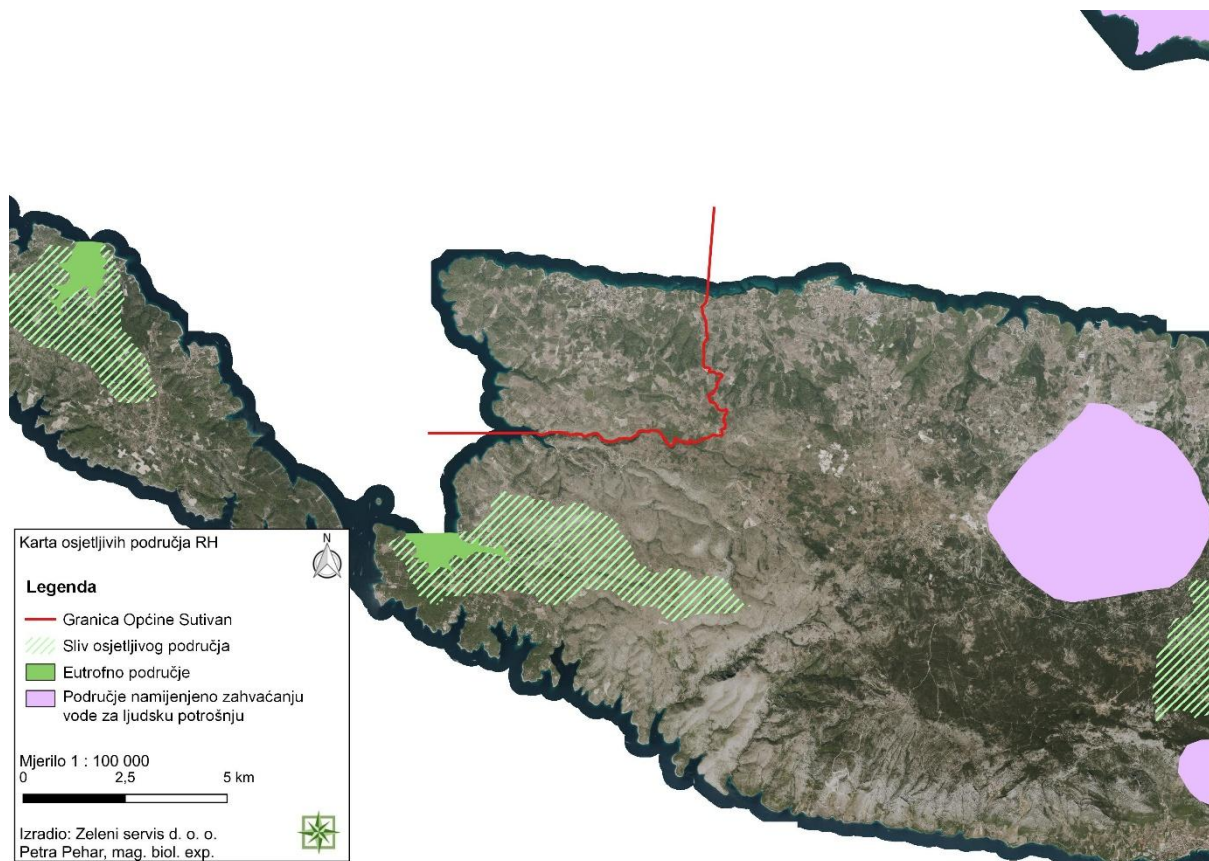 Karta osjetljivih područja RH
N
Legenda
Granica Općine Sutivan
Sliv osjetljivog područja
Eutrofno područje
Područje namijenjeno zahvaćanju
vode za ljudsku potrošnju
Mjerilo 1 : 100 000
0 2,5 5 km
Izradio: Zeleni servis d. o. o.
Petra Pehar, mag. biol. exp.